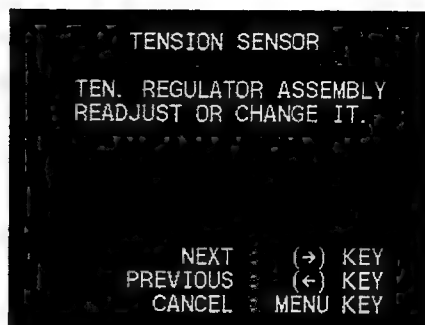 TENSION SENSOR
TEN. REGULATOR ASSEMBLY
READJUST OR CHANGE IT.
NEXT : (→) KEY
PREVIOUS : (←) KEY
CANCEL : MENU KEY